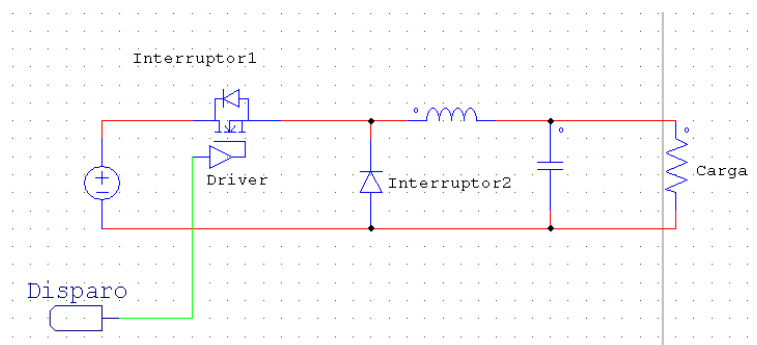 Interruptor1
Driver
Interruptor2
Carga
Disparo